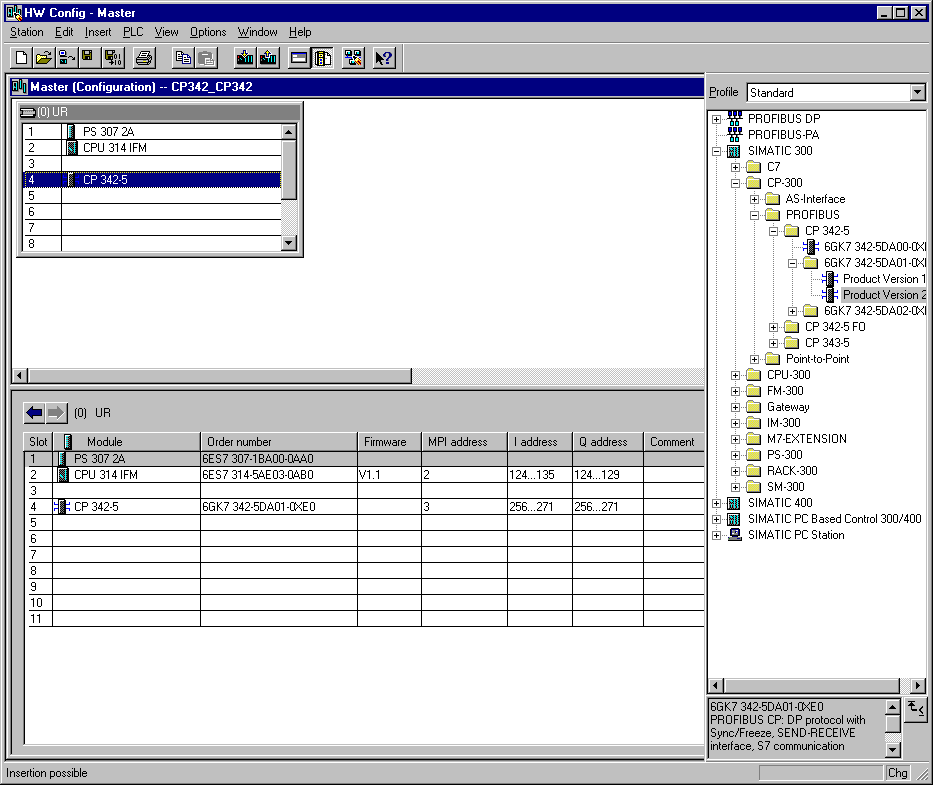 HW Config - Master
Station Edit Insert PLC View Options Window Help
Master (Configuration) -- CP342_CP342
(0) UR
1 PS 307 2A
2 CPU 314 IFM
3
4 CP 342-5
5
6
7
8
(0) UR
Slot Module Order number Firmware MPI address I address Q address Comment
1 PS 307 2A 6ES7 307-1BA00-0AA0
2 CPU 314 IFM 6ES7 314-5AE03-0AB0 V1.1 2 124...135 124...129
3
4 CP 342-5 6GK7 342-5DA01-0XE0 3 256...271 256...271
5
6
7
8
9
10
11
Profile Standard
PROFIBUS DP
PROFIBUS-PA
SIMATIC 300
C7
CP-300
AS-Interface
PROFIBUS
CP 342-5
6GK7 342-5DA00-0XE
6GK7 342-5DA01-0XE
Product Version 1
Product Version 2
6GK7 342-5DA02-0XE
CP 342-5 FO
CP 343-5
Point-to-Point
CPU-300
FM-300
Gateway
IM-300
M7-EXTENSION
PS-300
RACK-300
SM-300
SIMATIC 400
SIMATIC PC Based Control 300/400
SIMATIC PC Station
6GK7 342-5DA01-0XE0
PROFIBUS CP: DP protocol with
Sync/Freeze, SEND-RECEIVE
interface, S7 communication
Insertion possible
Chg